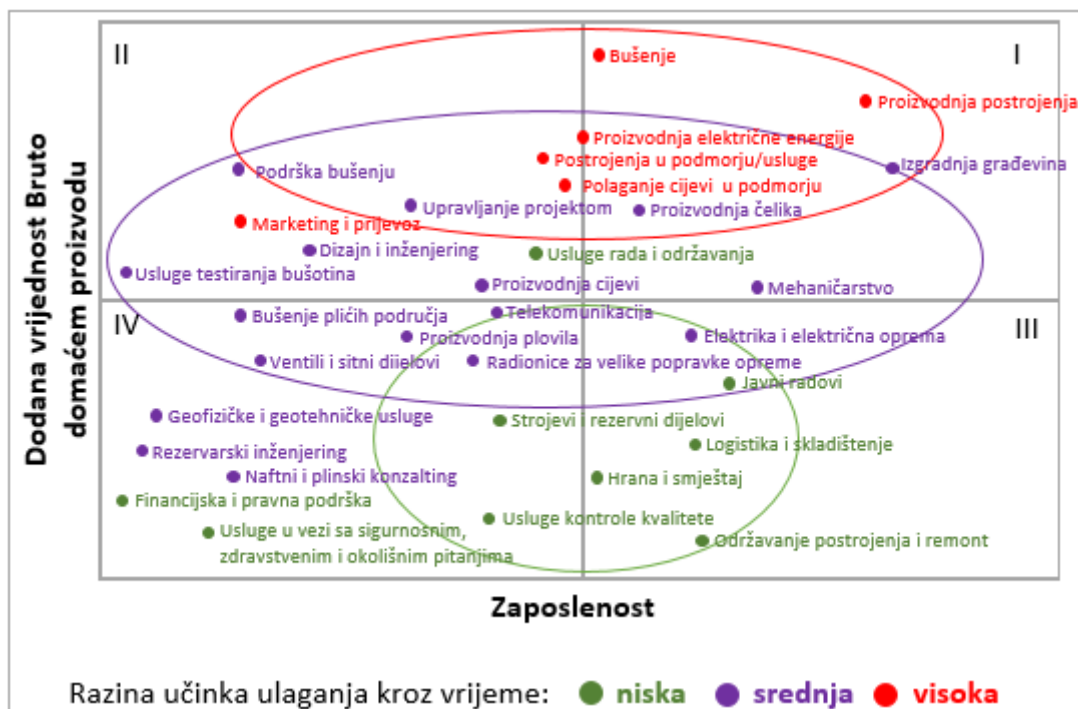 II
I
Bušenje
Proizvodnja postrojenja
Proizvodnja električne energije
Postrojenja u podmorju/usluge
Izgradnja građevina
Podrška bušenju
Polaganje cijevi u podmorju
Upravljanje projektom
Proizvodnja čelika
Marketing i prijevoz
Dizajn i inženjering
Usluge rada i održavanja
Usluge testiranja bušotina
Proizvodnja cijevi
Mehaničarstvo
IV
III
Bušenje plićih područja
Telekomunikacija
Proizvodnja plovila
Elektrika i električna oprema
Ventili i sitni dijelovi
Radionice za velike popravke opreme
Javni radovi
Geofizičke i geotehničke usluge
Strojevi i rezervni dijelovi
Logistika i skladištenje
Rezervarski inženjering
Naftni i plinski konzalting
Hrana i smještaj
Financijska i pravna podrška
Usluge kontrole kvalitete
Usluge u vezi sa sigurnosnim,
zdravstvenim i okolišnim pitanjima
Održavanje postrojenja i remont
Dodana vrijednost Bruto
domaćem proizvodu
Zaposlenost
Razina učinka ulaganja kroz vrijeme: niska srednja visoka